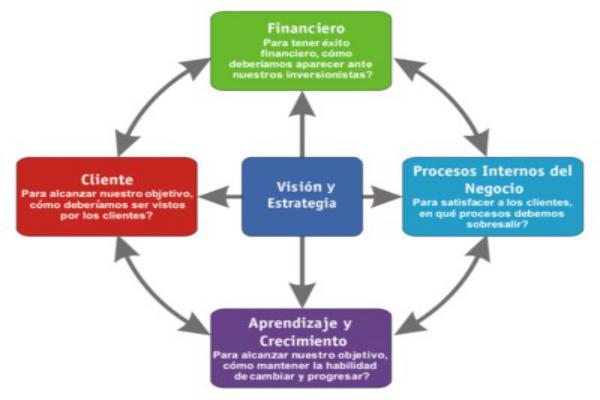 Financiero
Para tener éxito
financiero, cómo
deberíamos aparecer ante
nuestros inversionistas?
Cliente
Para alcanzar nuestro objetivo,
cómo deberíamos ser vistos
por los clientes?
Visión y
Estrategia
Procesos Internos del
Negocio
Para satisfacer a los clientes,
en qué procesos debemos
sobresalir?
Aprendizaje y
Crecimiento
Para alcanzar nuestro objetivo,
cómo mantener la habilidad
de cambiar y progresar?